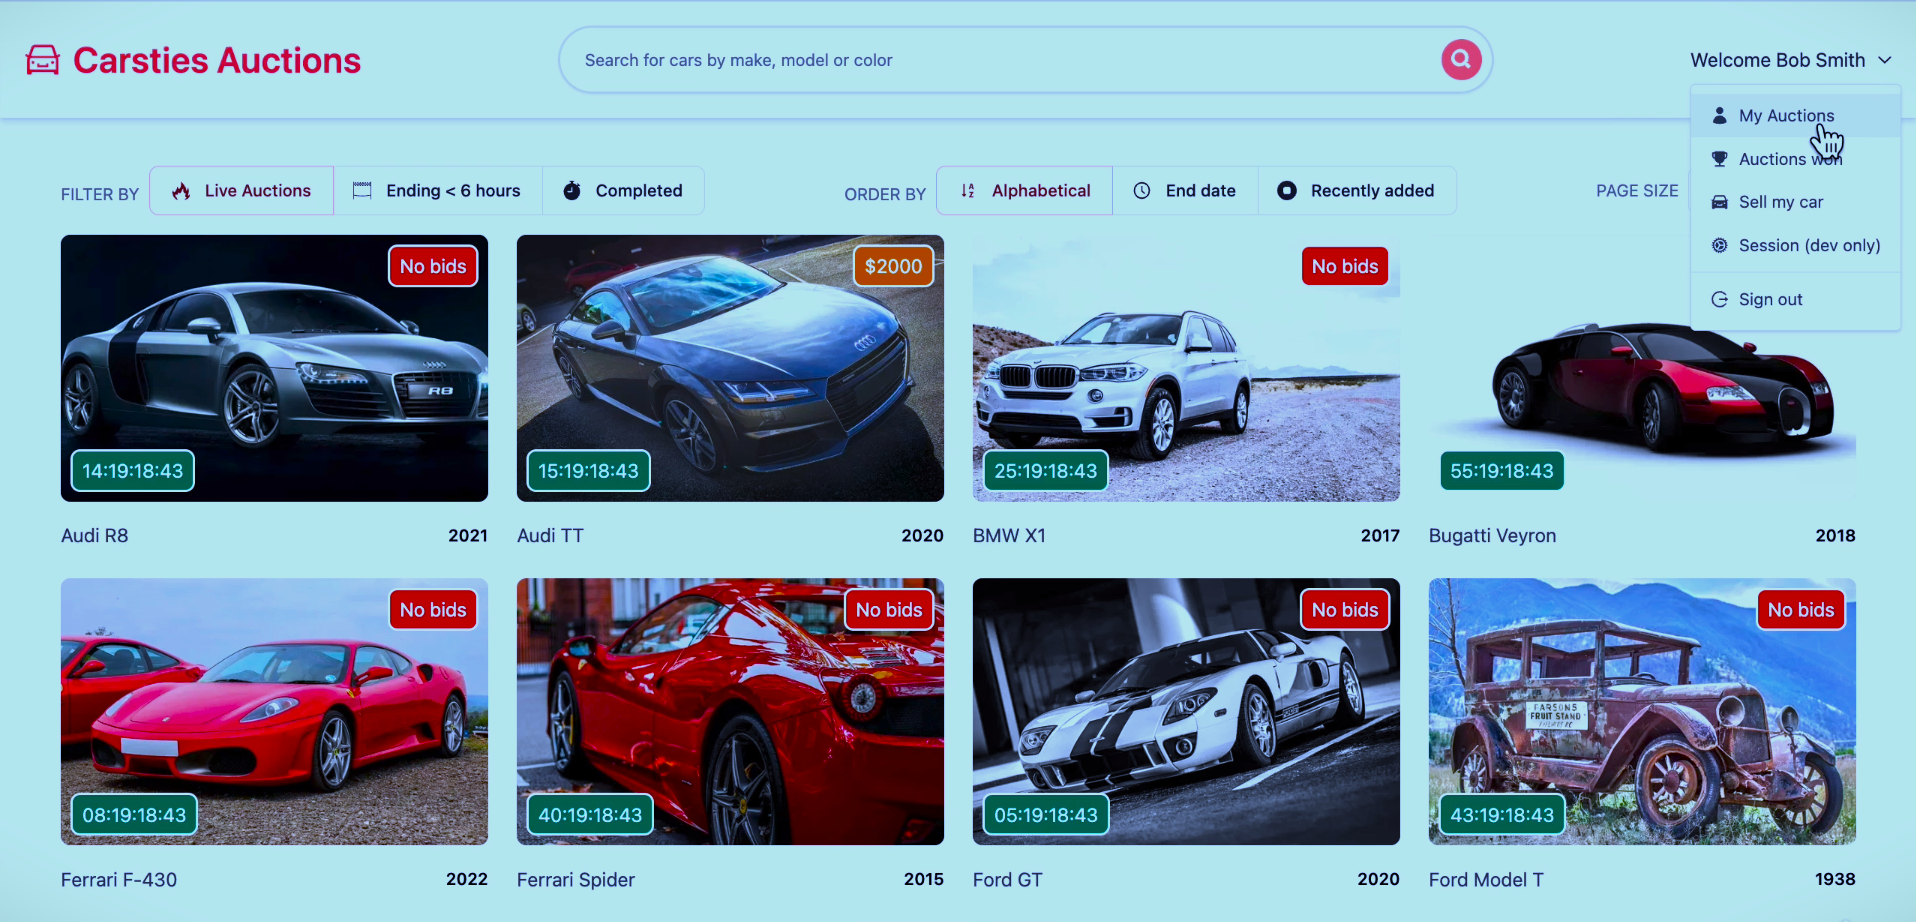 Carsties Auctions
Search for cars by make, model or color
Welcome Bob Smith
My Auctions
Auctions won
Sell my car
Session (dev only)
Sign out
FILTER BY
Live Auctions
Ending < 6 hours
Completed
ORDER BY
Alphabetical
End date
Recently added
PAGE SIZE
No bids
R8
14:19:18:43
Audi R8
2021
$2000
15:19:18:43
Audi TT
2020
No bids
25:19:18:43
BMW X1
2017
55:19:18:43
Bugatti Veyron
2018
No bids
08:19:18:43
Ferrari F-430
2022
No bids
40:19:18:43
Ferrari Spider
2015
No bids
05:19:18:43
Ford GT
2020
No bids
PARSONS
FRUIT STAND
43:19:18:43
Ford Model T
1938